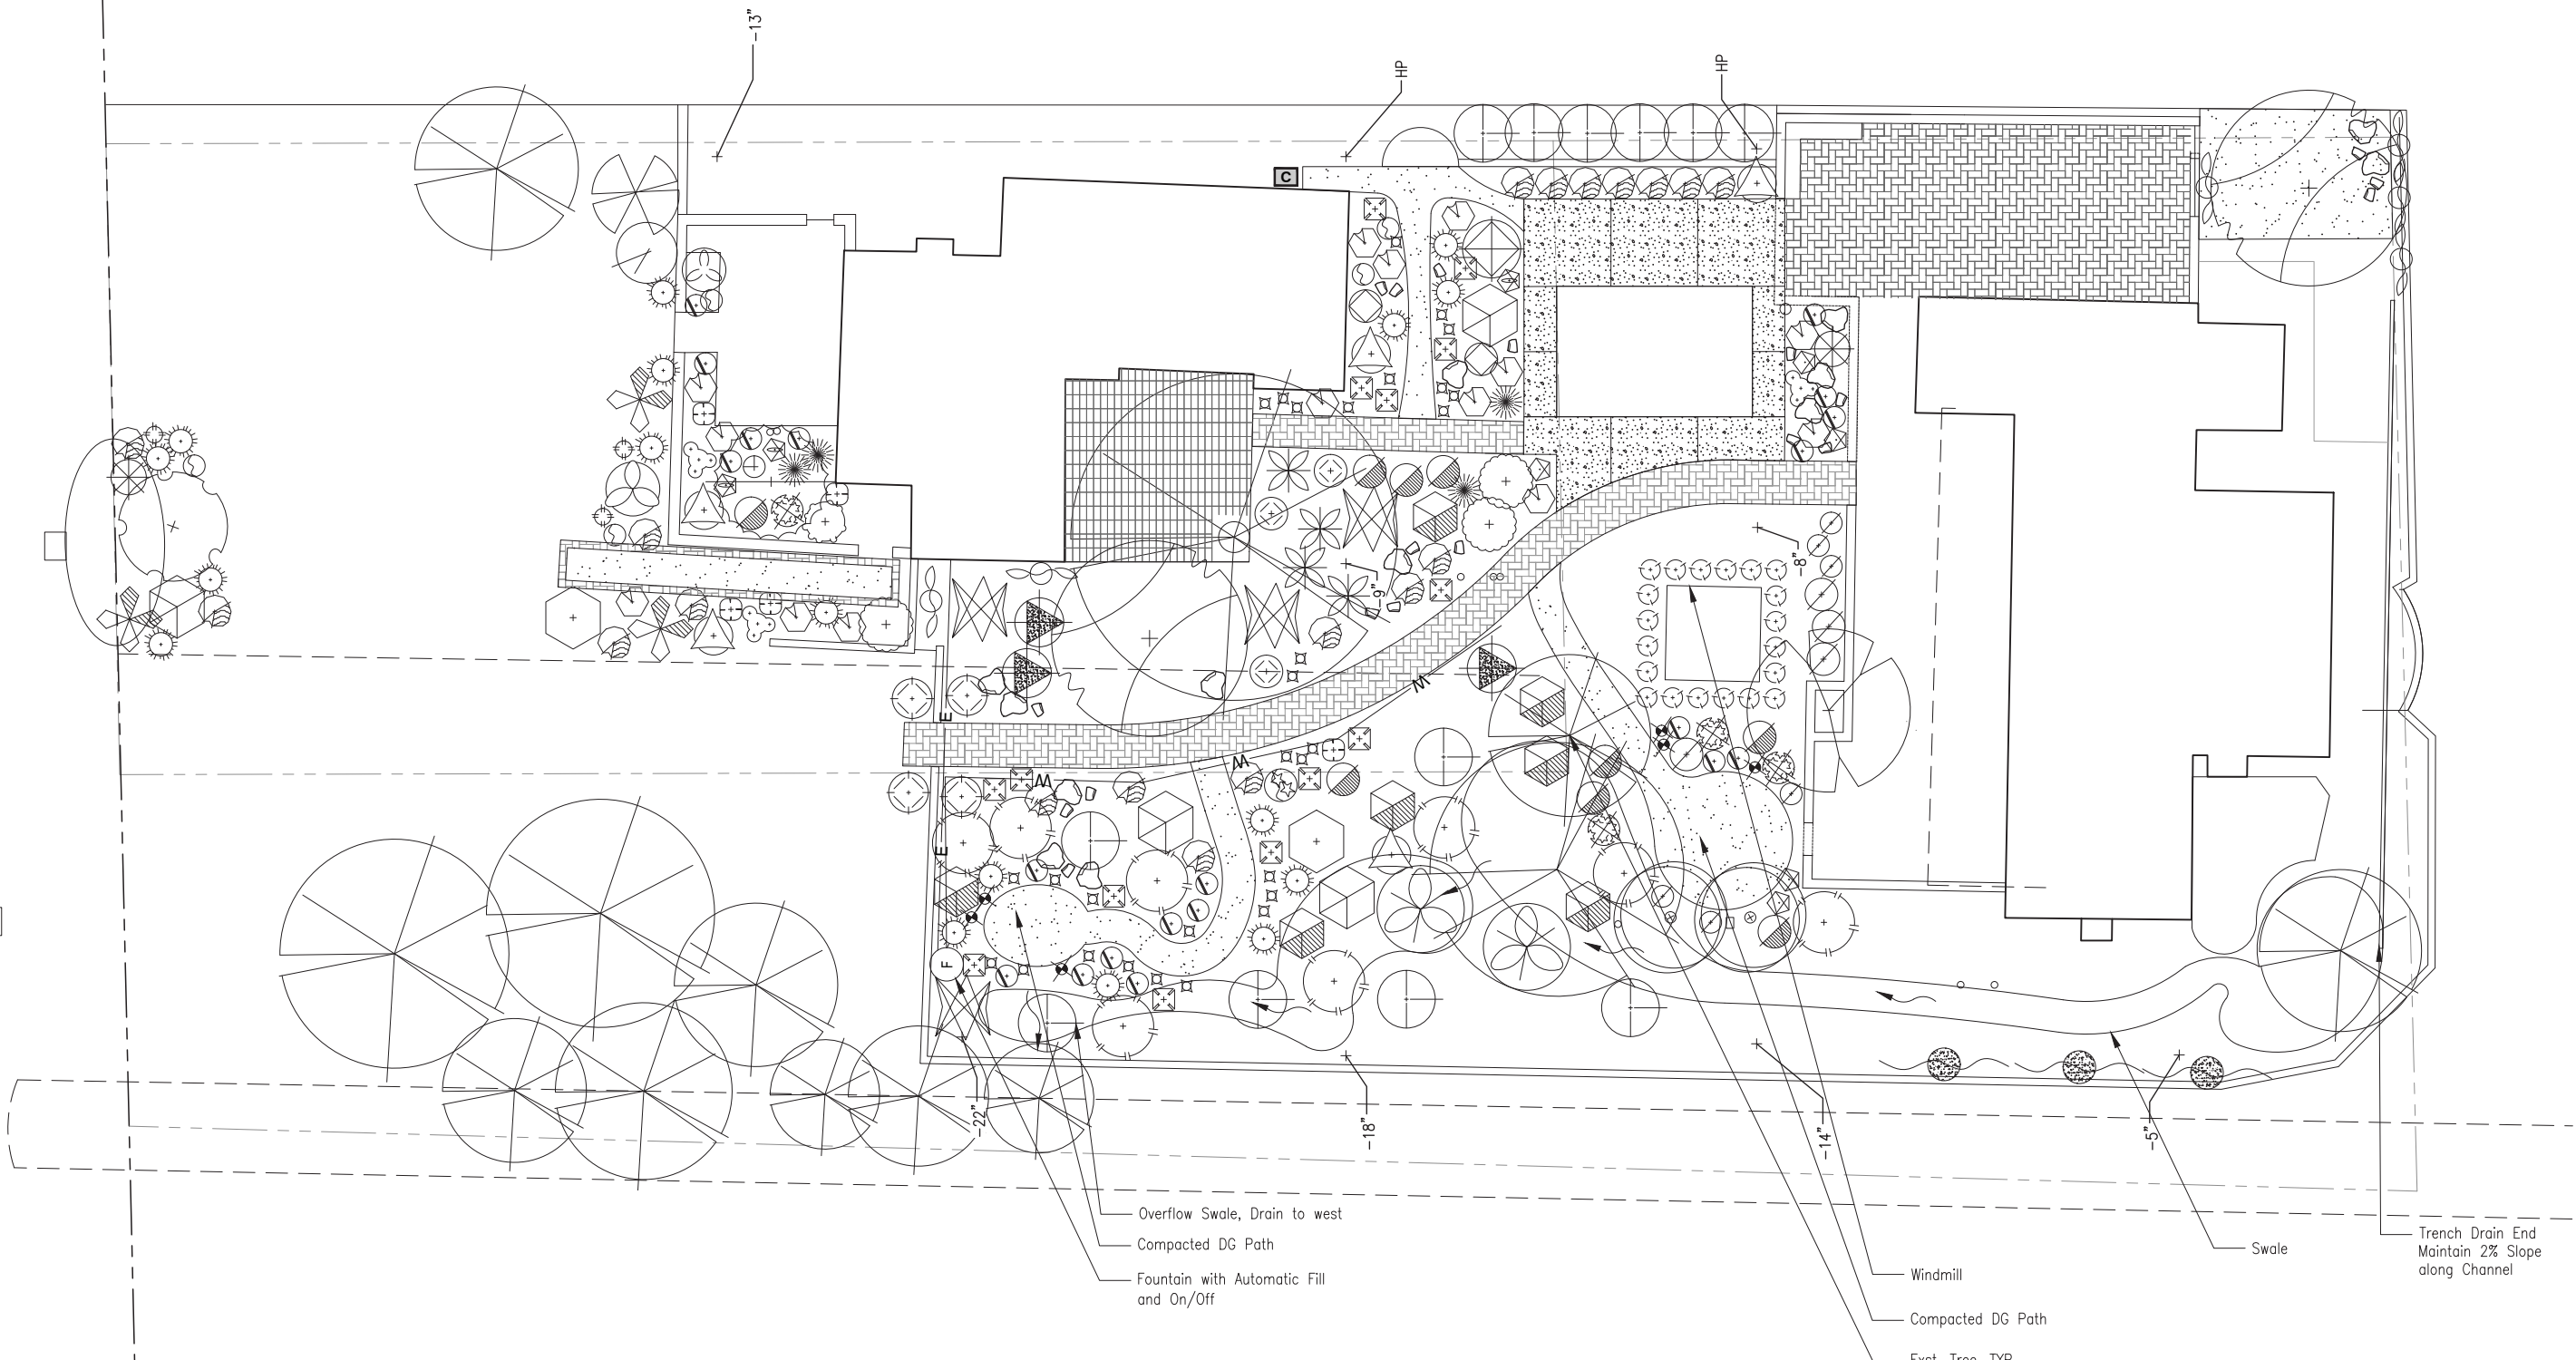 -13"
HP
HP
C
-9"
-8"
E
E
F
-22"
-18"
-14"
-5"
Overflow Swale, Drain to west
Compacted DG Path
Fountain with Automatic Fill
and On/Off
Windmill
Compacted DG Path
Swale
Trench Drain End
Maintain 2% Slope
along Channel